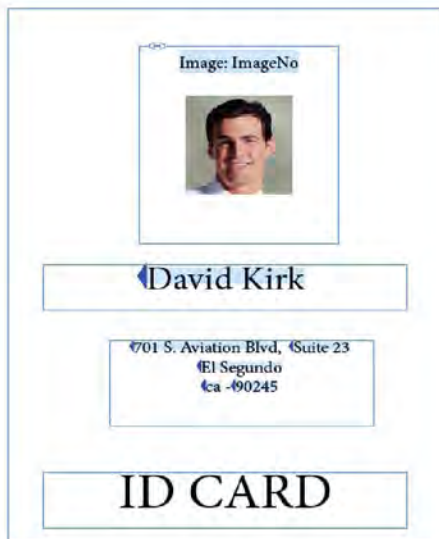 Image: ImageNo
David Kirk
701 S. Aviation Blvd, Suite 23
El Segundo
ca -90245
ID CARD